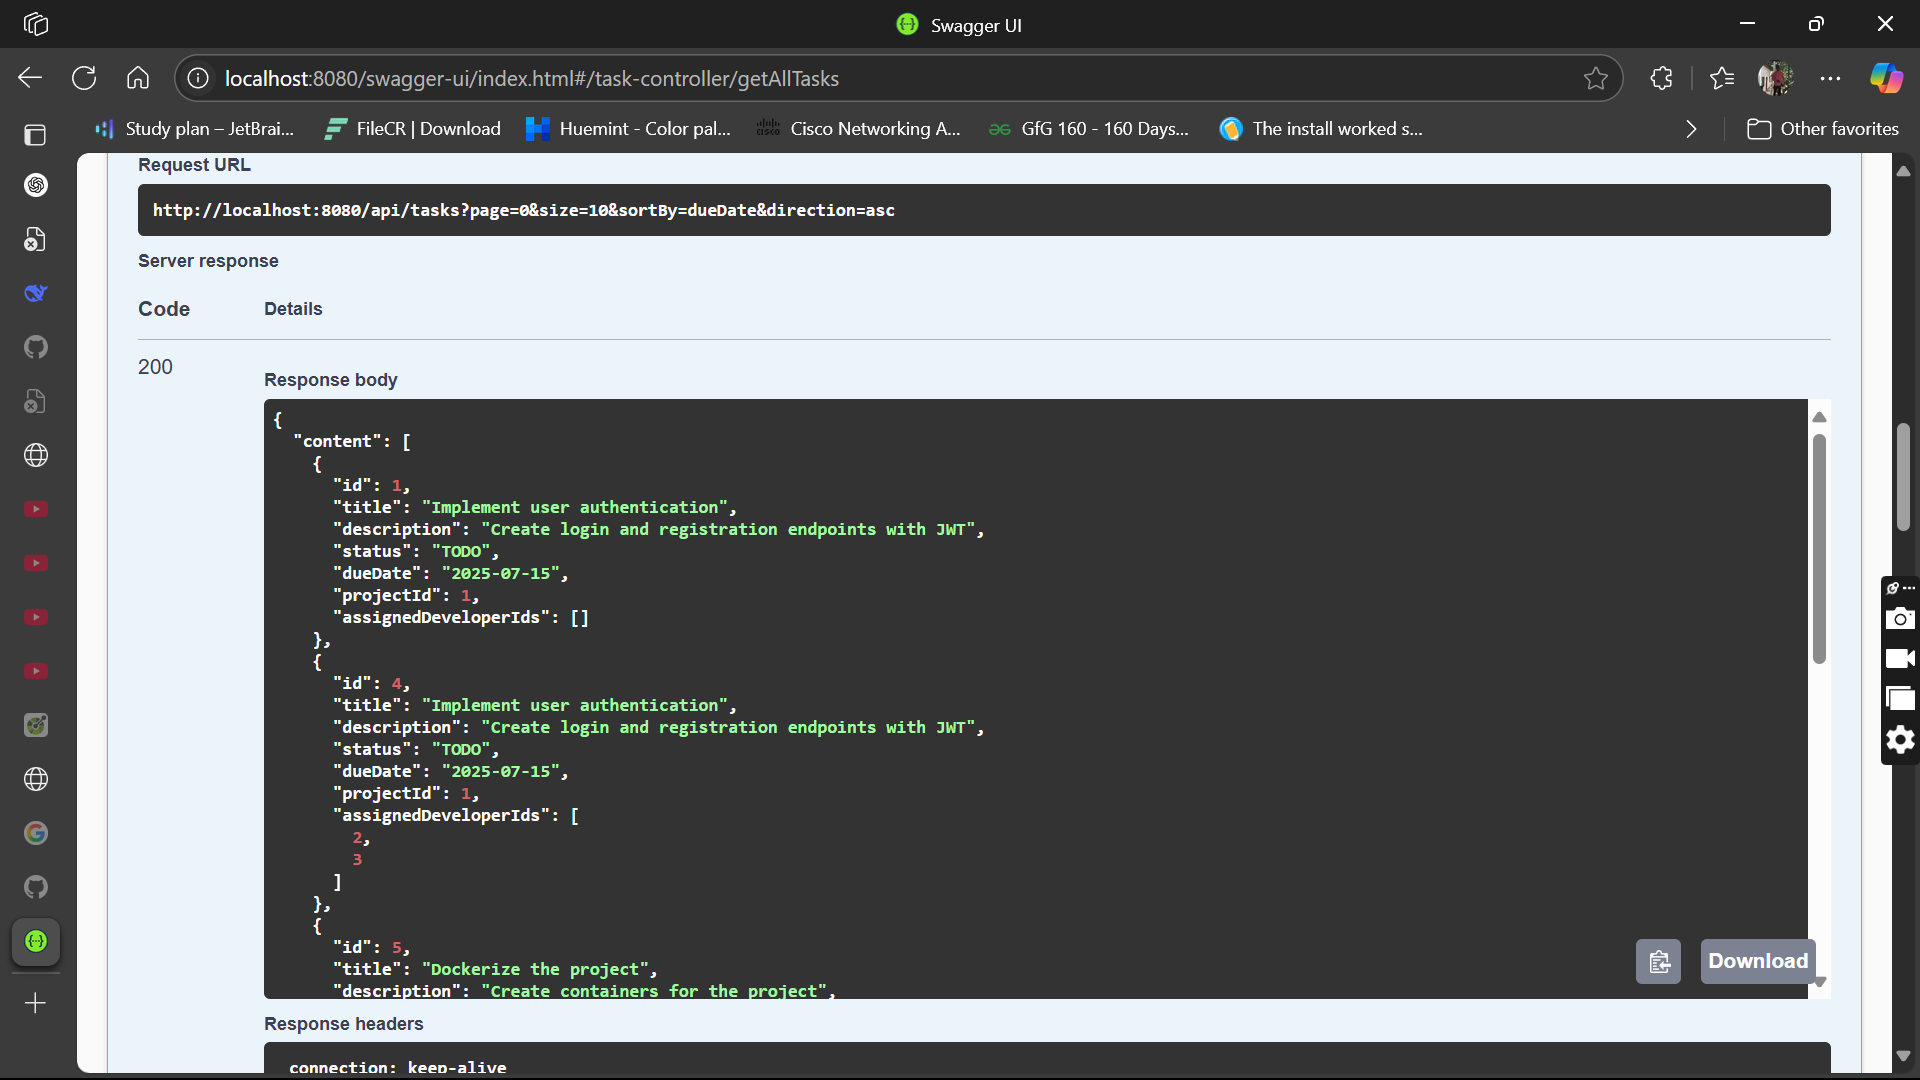 Swagger UI
localhost:8080/swagger-ui/index.html#/task-controller/getAllTasks
Study plan – JetBrai...
FileCR | Download
Huemint - Color pal...
Cisco Networking A...
GfG 160 - 160 Days...
The install worked s...
Other favorites
Request URL
http://localhost:8080/api/tasks?page=0&size=10&sortBy=dueDate&direction=asc
Server response
Code Details
200
Response body
{
"content": [
{
"id": 1,
"title": "Implement user authentication",
"description": "Create login and registration endpoints with JWT",
"status": "TODO",
"dueDate": "2025-07-15",
"projectId": 1,
"assignedDeveloperIds": []
},
{
"id": 4,
"title": "Implement user authentication",
"description": "Create login and registration endpoints with JWT",
"status": "TODO",
"dueDate": "2025-07-15",
"projectId": 1,
"assignedDeveloperIds": [
2,
3
]
},
{
"id": 5,
"title": "Dockerize the project",
"description": "Create containers for the project",
Download
Response headers
connection: keep-alive